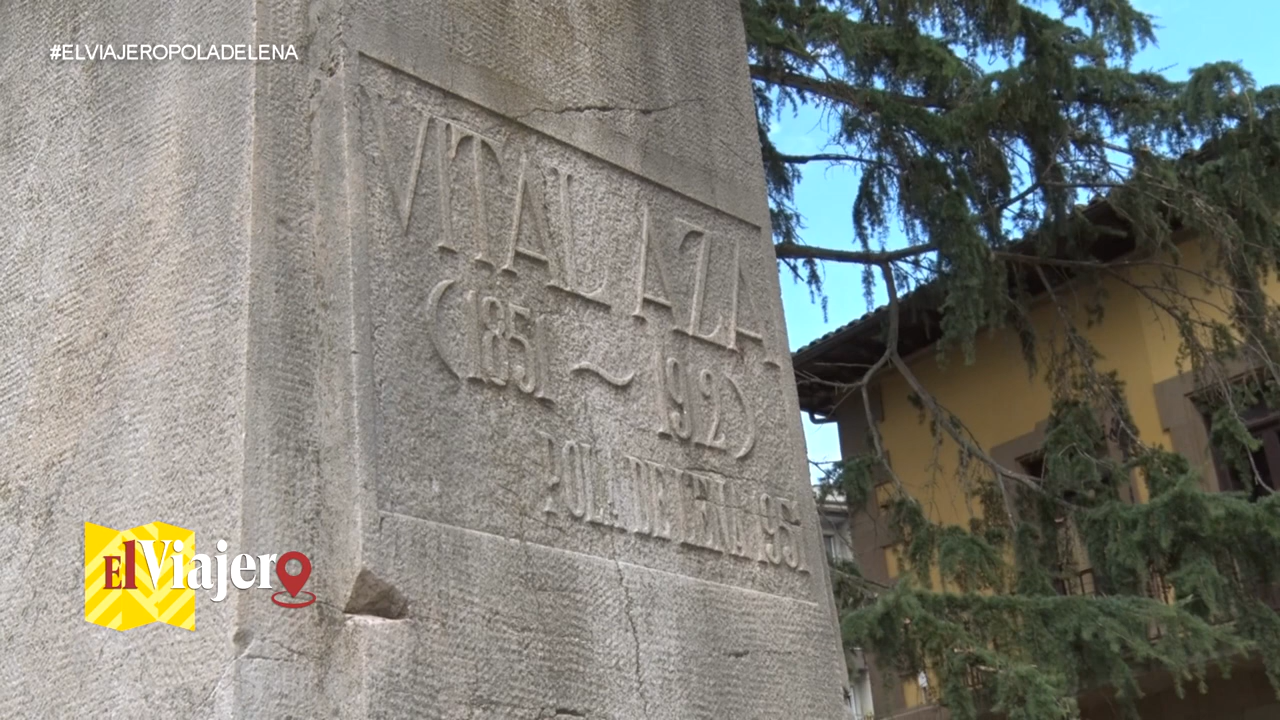 #ELVIAJEROPOLADELENA
VITAL AZA
(1851 ~ 1912)
POLA DE LENA 1951
El Viajero